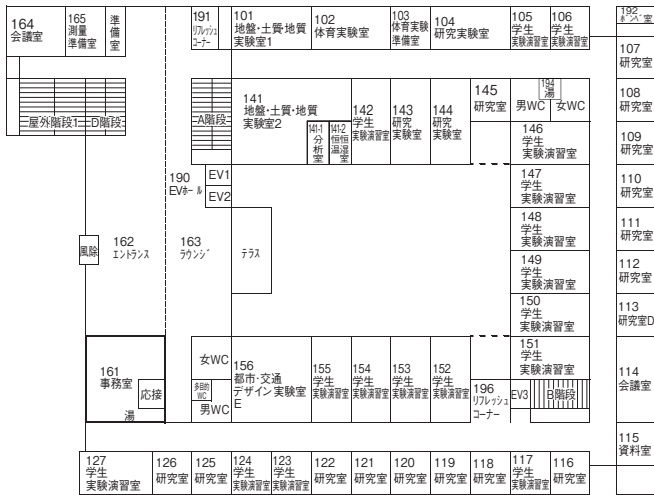 164
会議室
165
測量
準備室
準
備
室
191
リフレッシュ
コーナー
101
地盤・土質・地質
実験室1
102
体育実験室
103
体育実験
準備室
104
研究実験室
105
学生
実験演習室
106
学生
実験演習室
192
ボンベ室
107
研究室
屋外階段1
D階段
A階段
141
地盤・土質・地質
実験室2
141-1
分
析
室
141-2
恒恒
温湿
室
142
学生
実験演習室
143
研究
実験室
144
研究
実験室
145
研究室
194
湯
男WC
女WC
108
研究室
146
学生
実験演習室
109
研究室
190
EVホール
EV1
EV2
147
学生
実験演習室
110
研究室
風除
162
エントランス
163
ラウンジ
テラス
148
学生
実験演習室
111
研究室
149
学生
実験演習室
112
研究室
150
学生
実験演習室
113
研究室D
161
事務室
応接
湯
女WC
多目的
WC
男WC
156
都市・交通
デザイン実験室
E
155
学生
実験演習室
154
学生
実験演習室
153
学生
実験演習室
152
学生
実験演習室
196
リフレッシュ
コーナー
151
学生
実験演習室
EV3
B階段
114
会議室
115
資料室
127
学生
実験演習室
126
研究室
125
研究室
124
学生
実験演習室
123
学生
実験演習室
122
研究室
121
研究室
120
研究室
119
研究室
118
研究室
117
学生
実験演習室
116
研究室